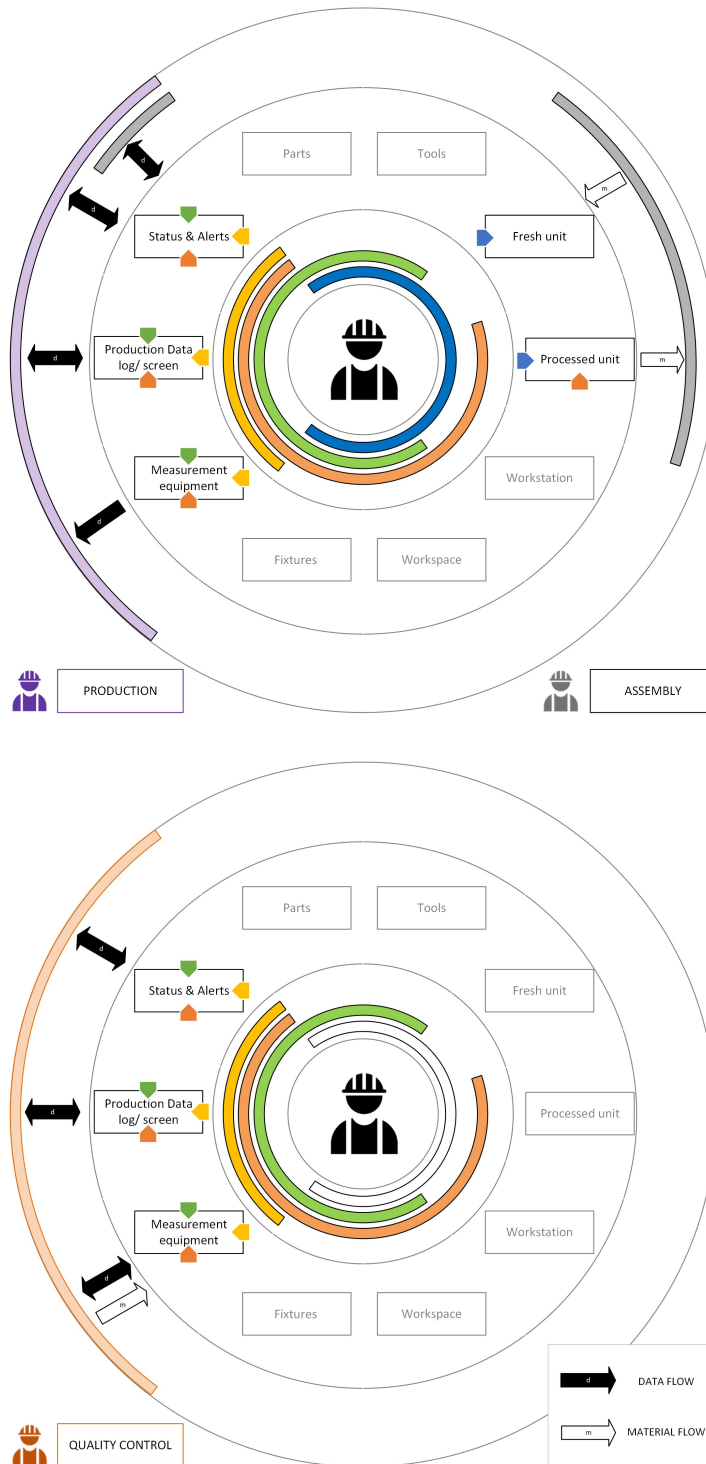 Parts
Tools
d
m
d
Status & Alerts
Fresh unit
d
Production Data
log/ screen
Processed unit
m
Measurement
equipment
Workstation
d
Fixtures
Workspace
PRODUCTION
ASSEMBLY
Parts
Tools
d
Status & Alerts
Fresh unit
d
Production Data
log/ screen
Processed unit
Measurement
equipment
Workstation
d
m
Fixtures
Workspace
d
DATA FLOW
m
MATERIAL FLOW
QUALITY CONTROL